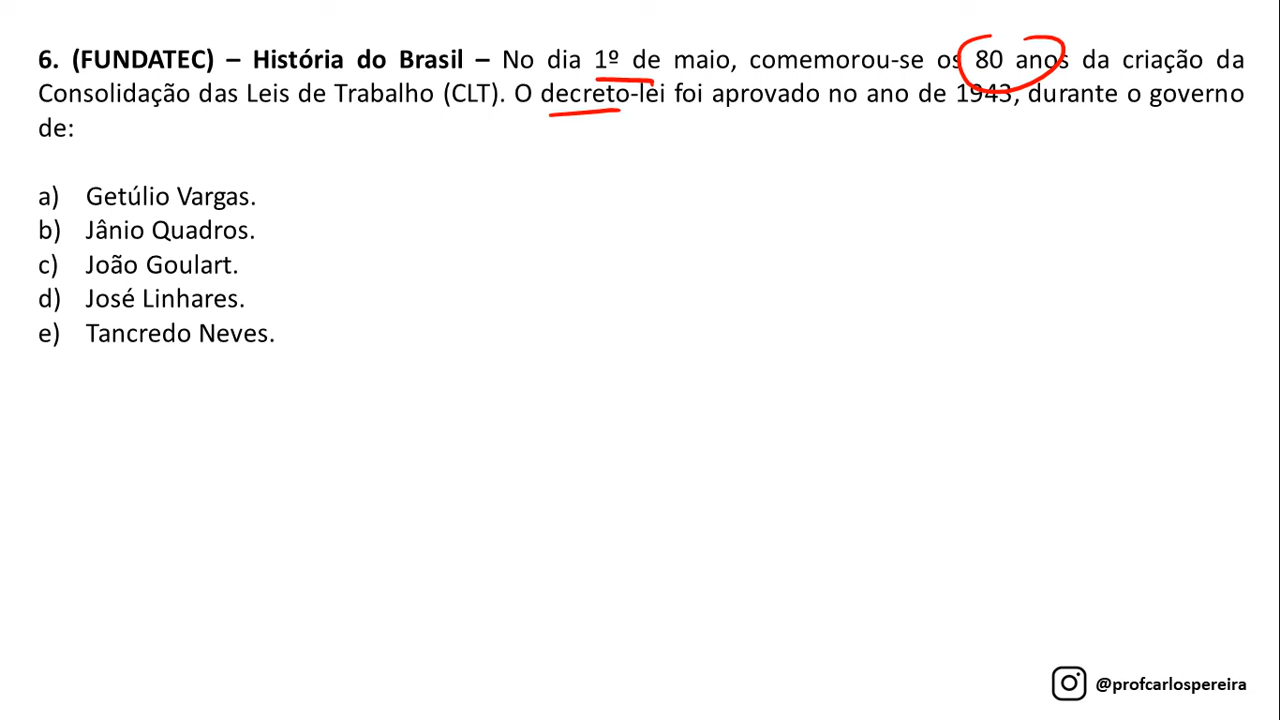 6. (FUNDATEC) – História do Brasil – No dia 1º de maio, comemorou-se os 80 anos da criação da
Consolidação das Leis de Trabalho (CLT). O decreto-lei foi aprovado no ano de 1943, durante o governo
de:
a) Getúlio Vargas.
b) Jânio Quadros.
c) João Goulart.
d) José Linhares.
e) Tancredo Neves.
@profcarlospereira